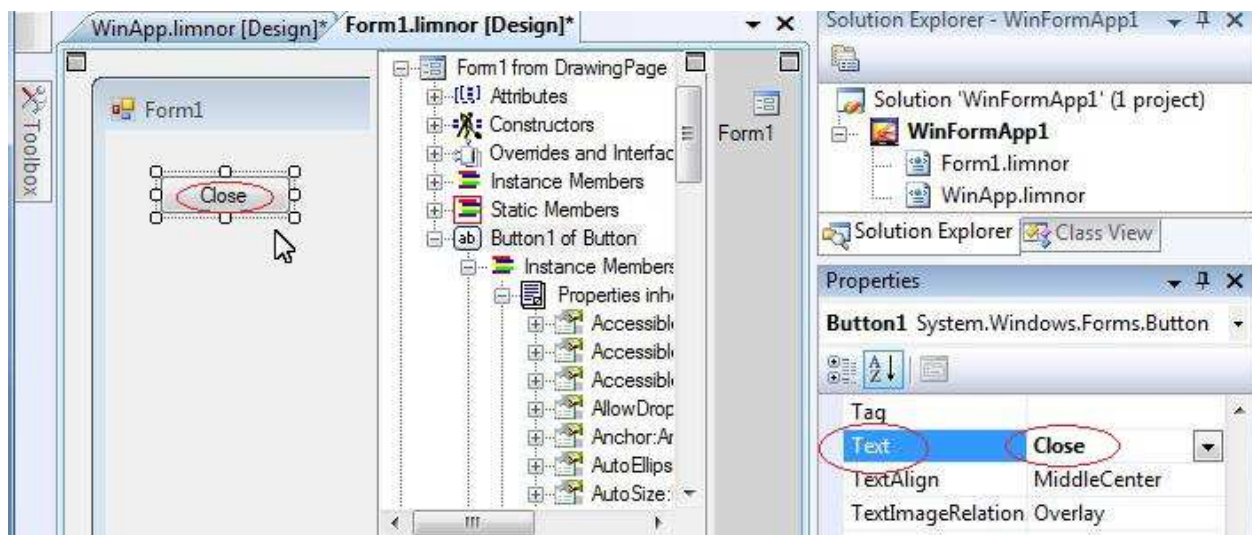 WinApp.limnor [Design]*
Form1.limnor [Design]*
Toolbox
Form1
Close
Form1 from DrawingPage
Attributes
Constructors
Overrides and Interfac
Instance Members
Static Members
ab Button1 of Button
Instance Members
Properties inh
Accessibl
Accessibl
Accessibl
AllowDrop
Anchor:An
AutoEllips
AutoSize:
Form1
Solution Explorer - WinFormApp1
Solution 'WinFormApp1' (1 project)
WinFormApp1
Form1.limnor
WinApp.limnor
Solution Explorer Class View
Properties
Button1 System.Windows.Forms.Button
Tag
Text Close
TextAlign MiddleCenter
TextImageRelation Overlay